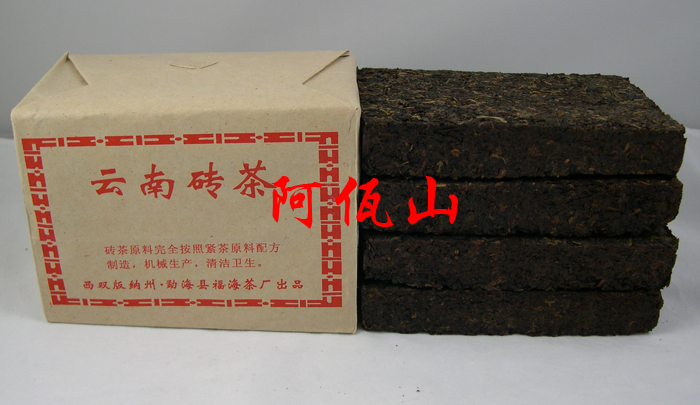 云南砖茶
阿佤山
砖茶原料完全按照紧茶原料配方
制造，机械生产，清洁卫生。
西双版纳州·勐海县福海茶厂出品